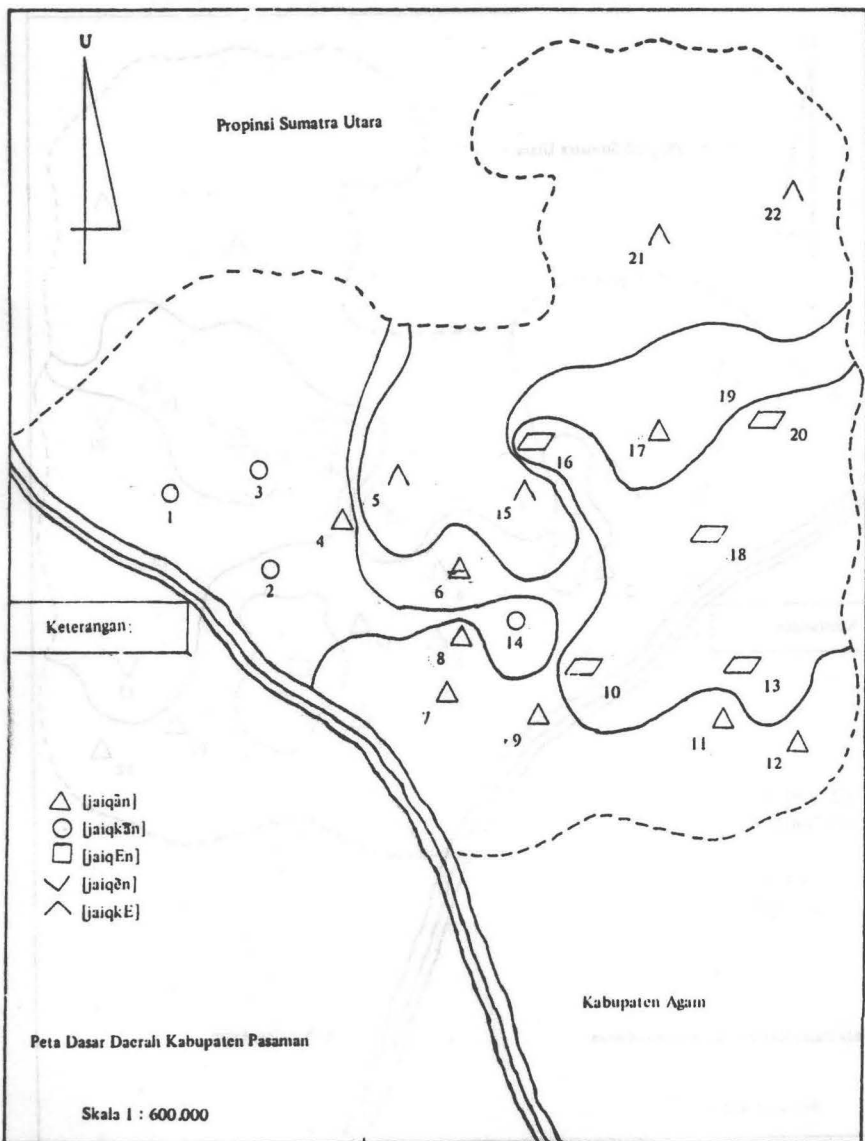 U
Propinsi Sumatra Utara
22
21
19
20
17
16
3
5
15
1
4
18
6
2
Keterangan:
14
8
10
13
7
9
11
12
[jaiqãn]
[jaiqkãn]
[jaiqEn]
[jaiqkE]
Kabupaten Agam
Peta Dasar Daerah Kabupaten Pasaman
Skala 1 : 600.000